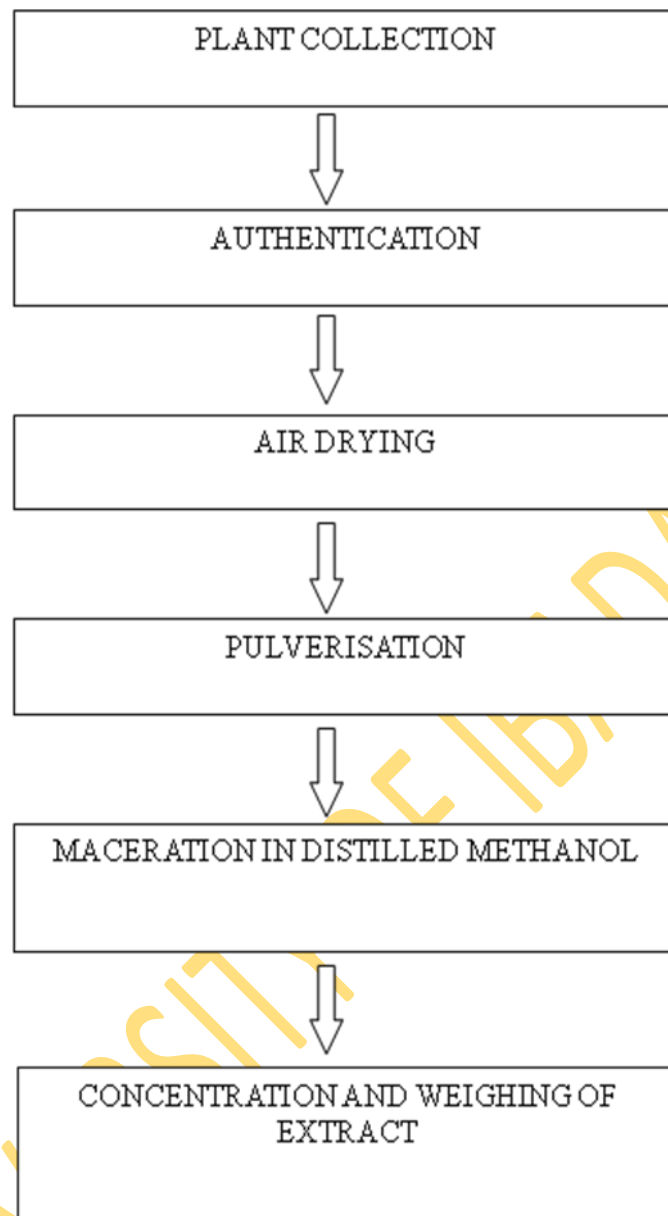 PLANT COLLECTION
AUTHENTICATION
AIR DRYING
PULVERISATION
MACERATION IN DISTILLED METHANOL
CONCENTRATION AND WEIGHING OF
EXTRACT